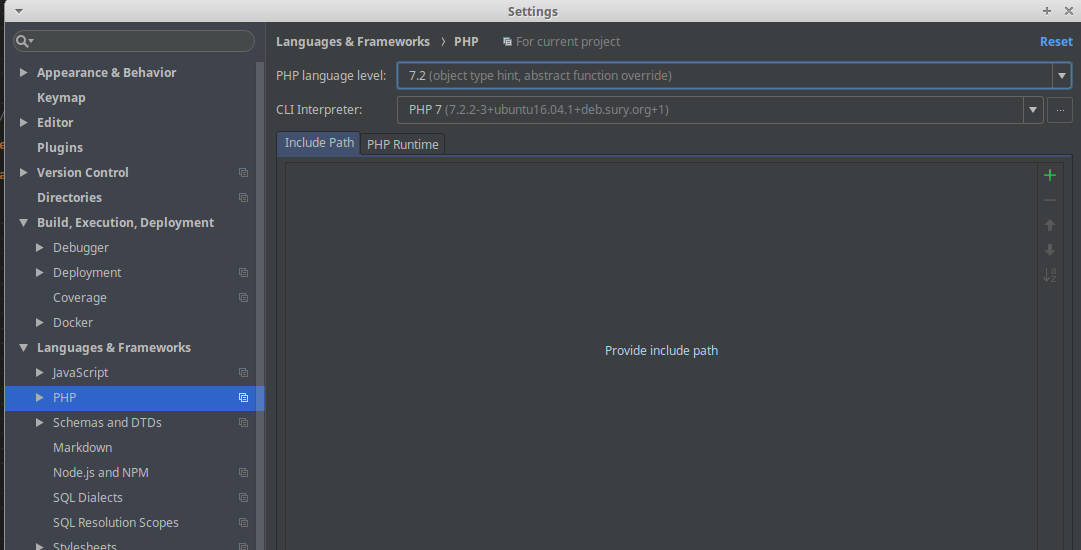 Settings
Appearance & Behavior
Keymap
Editor
Plugins
Version Control
Directories
Build, Execution, Deployment
Debugger
Deployment
Coverage
Docker
Languages & Frameworks
JavaScript
PHP
Schemas and DTDs
Markdown
Node.js and NPM
SQL Dialects
SQL Resolution Scopes
Stylesheets
Languages & Frameworks › PHP For current project Reset
PHP language level: 7.2 (object type hint, abstract function override)
CLI Interpreter: PHP 7 (7.2.2-3+ubuntu16.04.1+deb.sury.org+1) ...
Include Path PHP Runtime
Provide include path